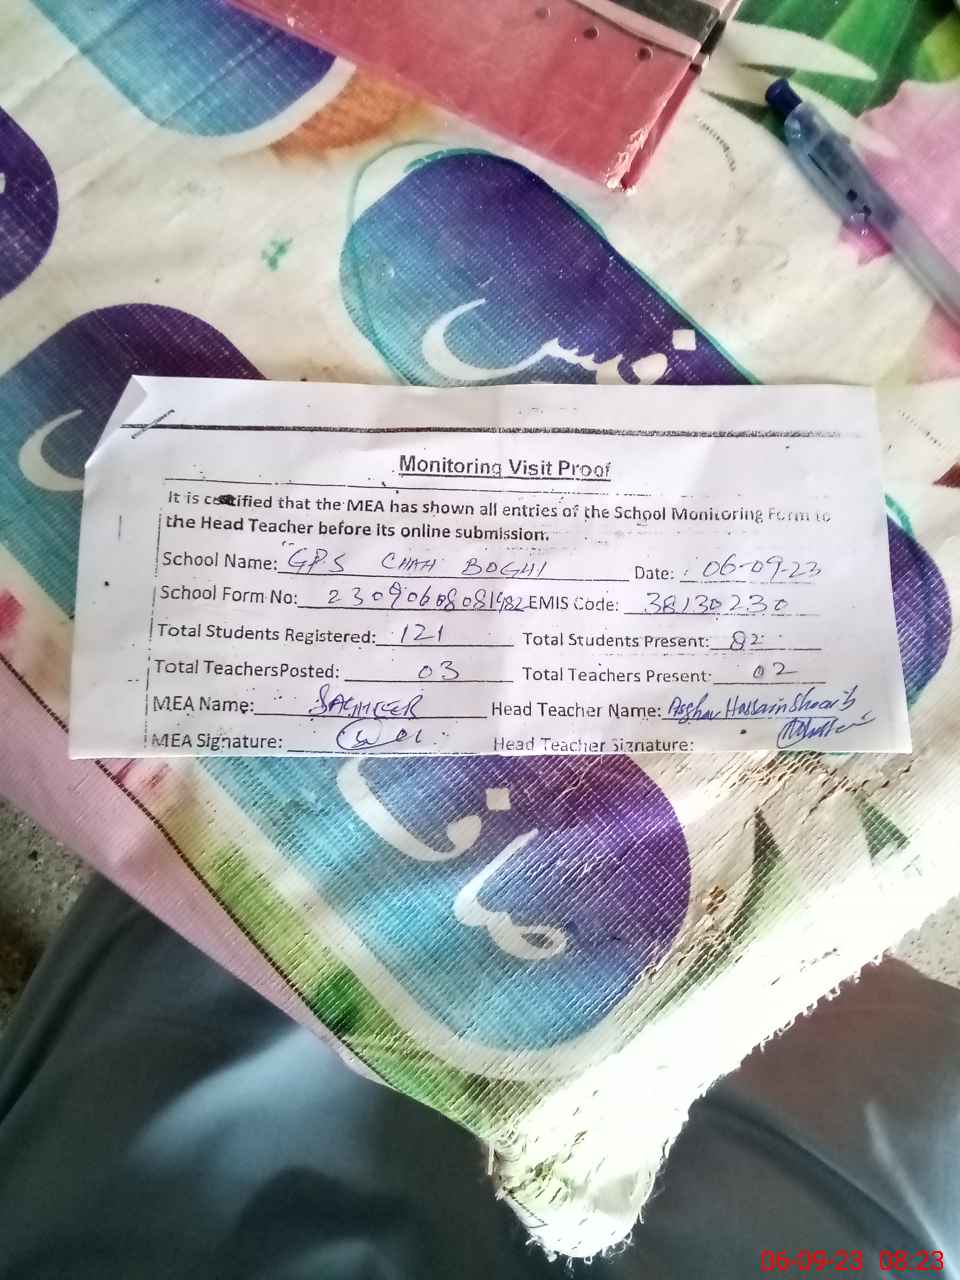 نفس
Monitoring Visit Proof
It is certified that the MEA has shown all entries of the School Monitoring Form to
the Head Teacher before its online submission.
School Name: GPS CHAH BOGHI Date: 06-09-23
School Form No: 23090608081482 EMIS Code: 38130230
Total Students Registered: 121 Total Students Present: 82
Total TeachersPosted: 03 Total Teachers Present: 02
MEA Name: SAGHEER Head Teacher Name: Asghar Hussain
MEA Signature: Head Teacher Signature:
صاف
06-09-23 08:23